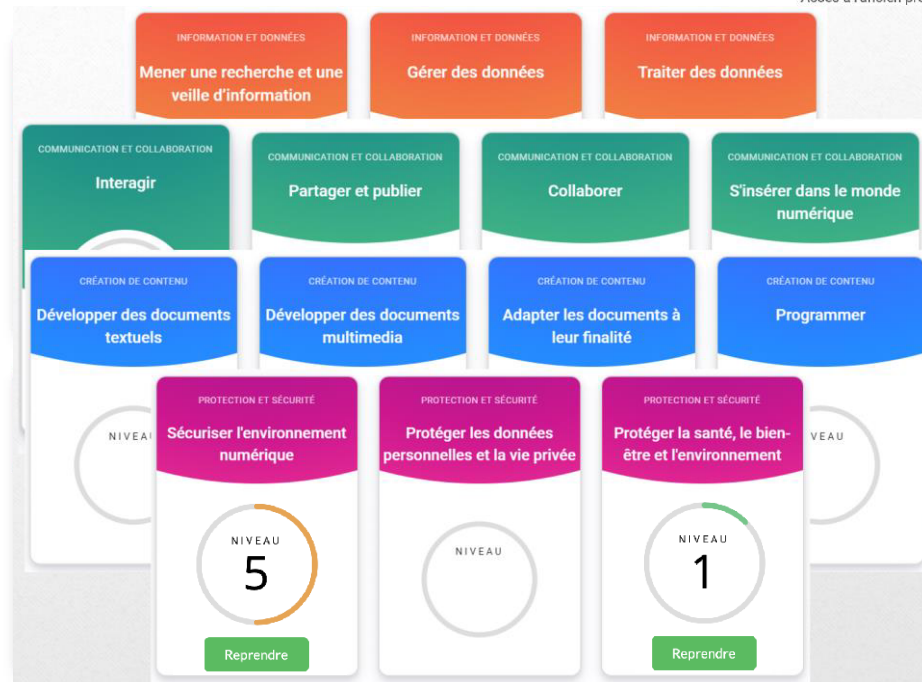 INFORMATION ET DONNÉES
Mener une recherche et une
veille d'information
INFORMATION ET DONNÉES
Gérer des données
INFORMATION ET DONNÉES
Traiter des données
COMMUNICATION ET COLLABORATION
Interagir
COMMUNICATION ET COLLABORATION
Partager et publier
COMMUNICATION ET COLLABORATION
Collaborer
COMMUNICATION ET COLLABORATION
S'insérer dans le monde
numérique
CRÉATION DE CONTENU
Développer des documents
textuels
CRÉATION DE CONTENU
Développer des documents
multimedia
CRÉATION DE CONTENU
Adapter les documents à
leur finalité
CRÉATION DE CONTENU
Programmer
PROTECTION ET SÉCURITÉ
Sécuriser l'environnement
numérique
NIVEAU
5
Reprendre
PROTECTION ET SÉCURITÉ
Protéger les données
personnelles et la vie privée
NIVEAU
PROTECTION ET SÉCURITÉ
Protéger la santé, le bien-
être et l'environnement
NIVEAU
1
Reprendre